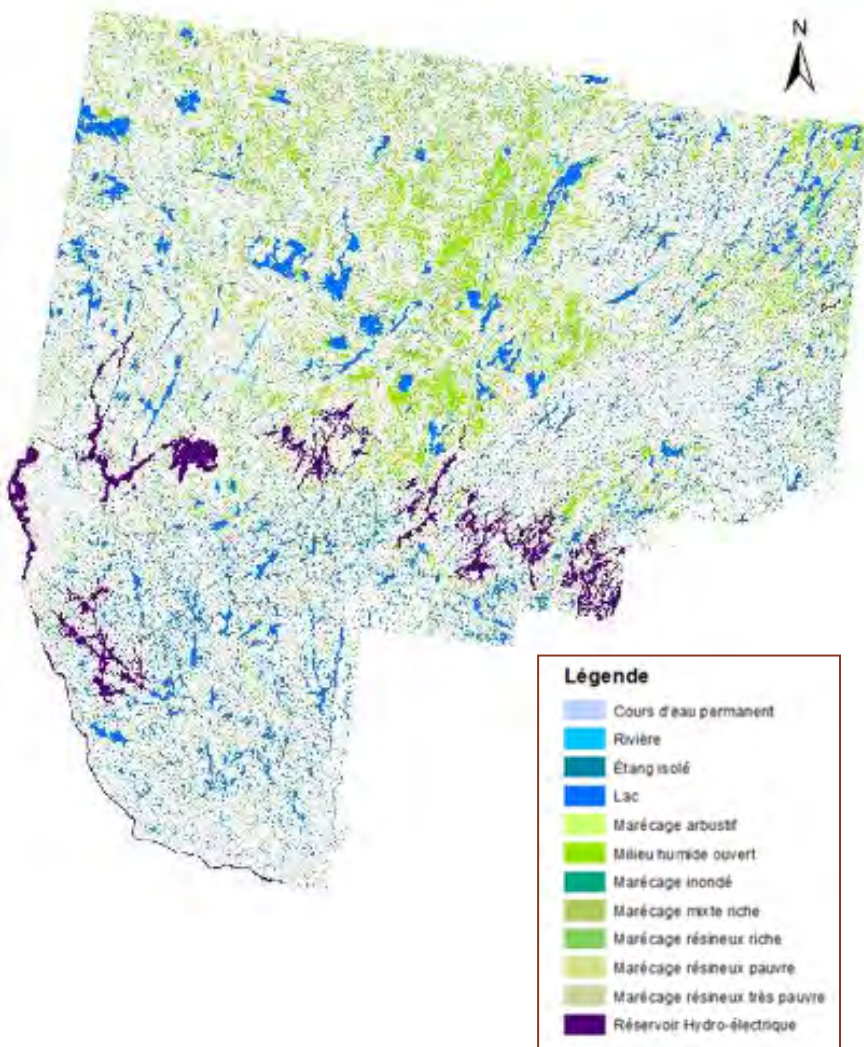 N
Légende
Cours d'eau permanent
Rivière
Étang isolé
Lac
Marécage arbustif
Milieu humide ouvert
Marécage inondé
Marécage mixte riche
Marécage résineux riche
Marécage résineux pauvre
Marécage résineux très pauvre
Réservoir Hydro-électrique